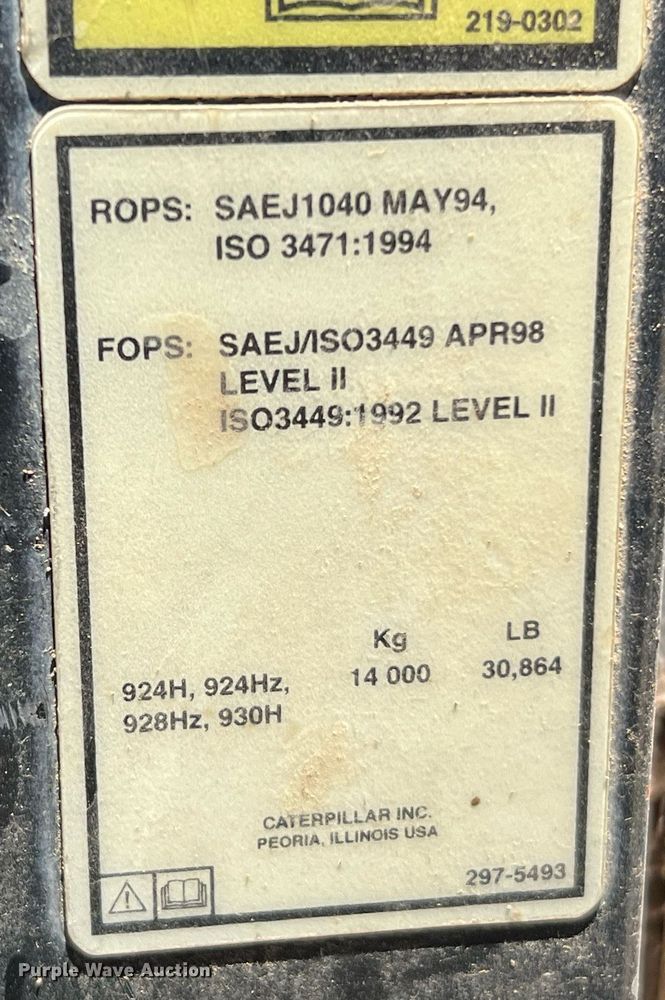 219-0302
ROPS: SAEJ1040 MAY94,
ISO 3471:1994
FOPS: SAEJ/ISO3449 APR98
LEVEL II
ISO3449:1992 LEVEL II
Kg LB
924H, 924Hz, 14 000 30,864
928Hz, 930H
CATERPILLAR INC.
PEORIA, ILLINOIS USA
297-5493
Purple Wave Auction